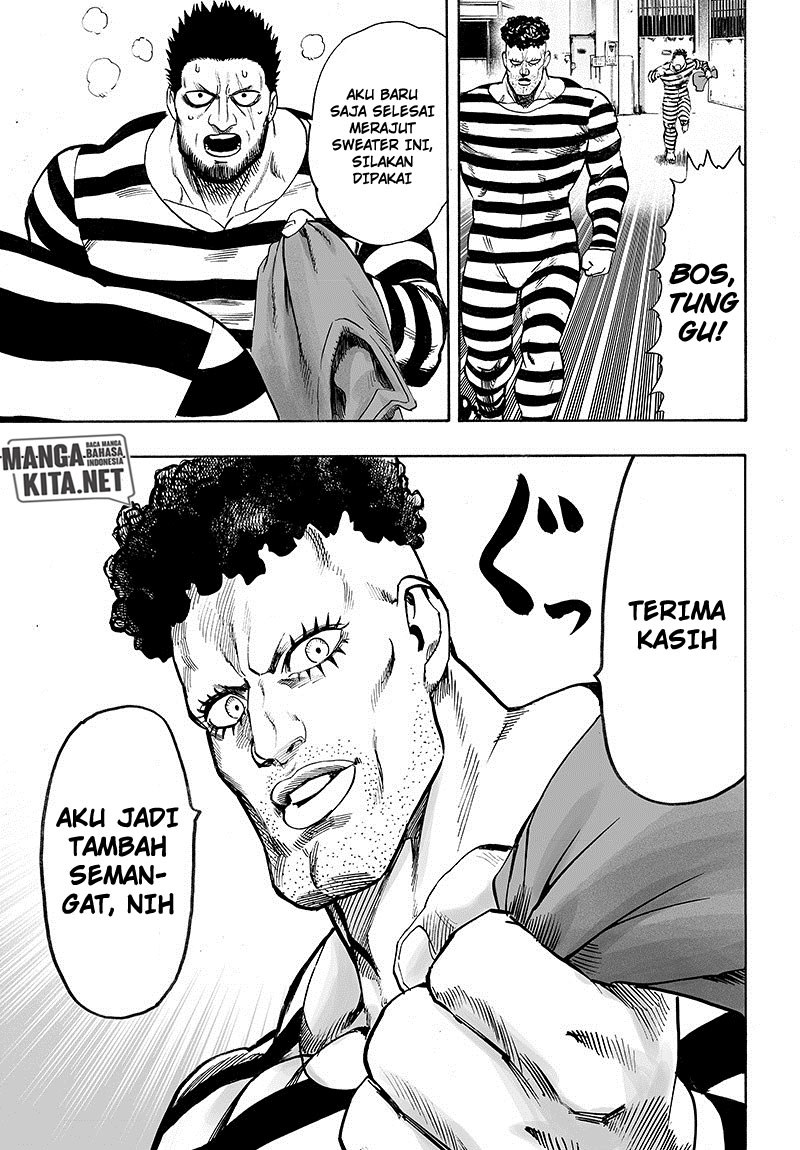 BOS,
TUNG
GU!
AKU BARU
SAJA SELESAI
MERAJUT
SWEATER INI,
SILAKAN
DIPAKAI
MANGA
KITA.NET
BACA MANGA
BAHASA
INDONESIA
ぐっ
TERIMA
KASIH
AKU JADI
TAMBAH
SEMAN-
GAT, NIH